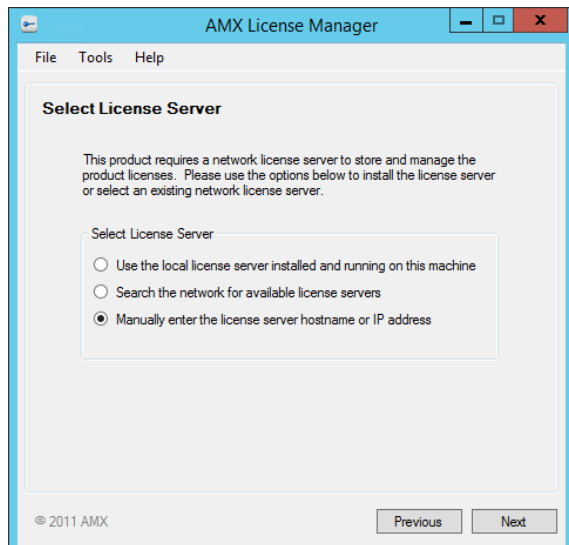 AMX License Manager
File Tools Help
Select License Server
This product requires a network license server to store and manage the
product licenses. Please use the options below to install the license server
or select an existing network license server.
Select License Server
Use the local license server installed and running on this machine
Search the network for available license servers
Manually enter the license server hostname or IP address
© 2011 AMX
Previous Next